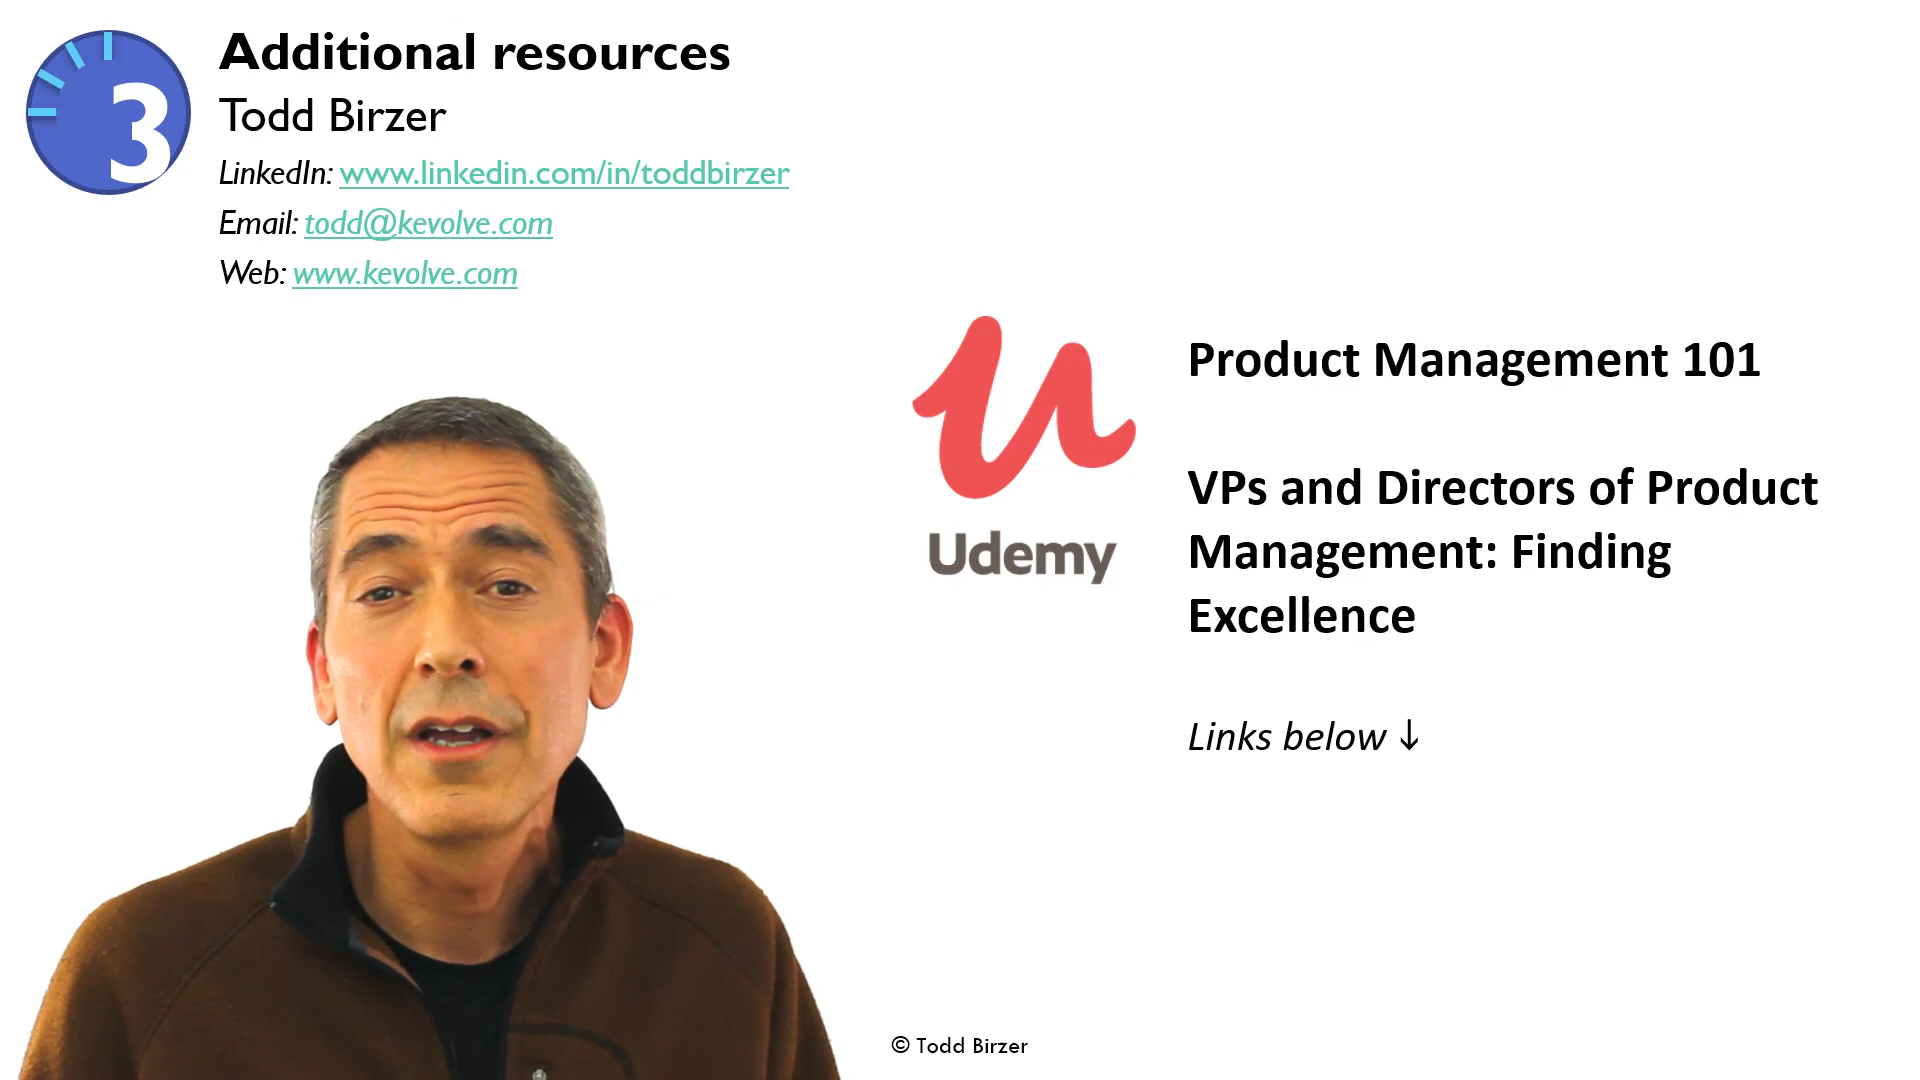 3
Additional resources
Todd Birzer
LinkedIn: www.linkedin.com/in/toddbirzer
Email: todd@kevolve.com
Web: www.kevolve.com
Udemy
Product Management 101
VPs and Directors of Product
Management: Finding
Excellence
Links below ↓
© Todd Birzer